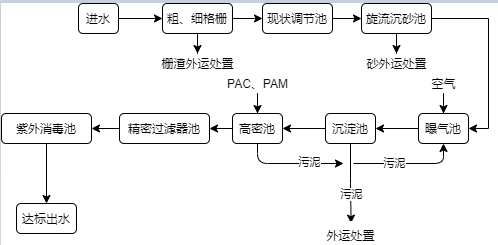 进水
粗、细格栅
现状调节池
旋流沉砂池
栅渣外运处置
砂外运处置
PAC、PAM
空气
紫外消毒池
精密过滤器池
高密池
沉淀池
曝气池
污泥
污泥
污泥
达标出水
外运处置